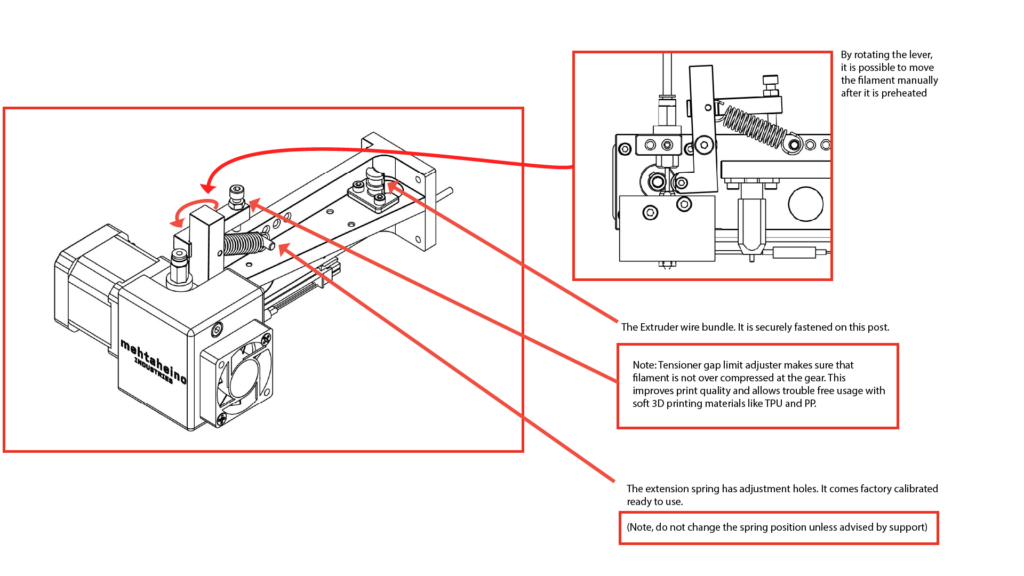 By rotating the lever,
it is possible to move
the filament manually
after it is preheated
mehtaheino
INDUSTRIES
The Extruder wire bundle. It is securely fastened on this post.
Note: Tensioner gap limit adjuster makes sure that
filament is not over compressed at the gear. This
improves print quality and allows trouble free usage with
soft 3D printing materials like TPU and PP.
The extension spring has adjustment holes. It comes factory calibrated
ready to use.
(Note, do not change the spring position unless advised by support)